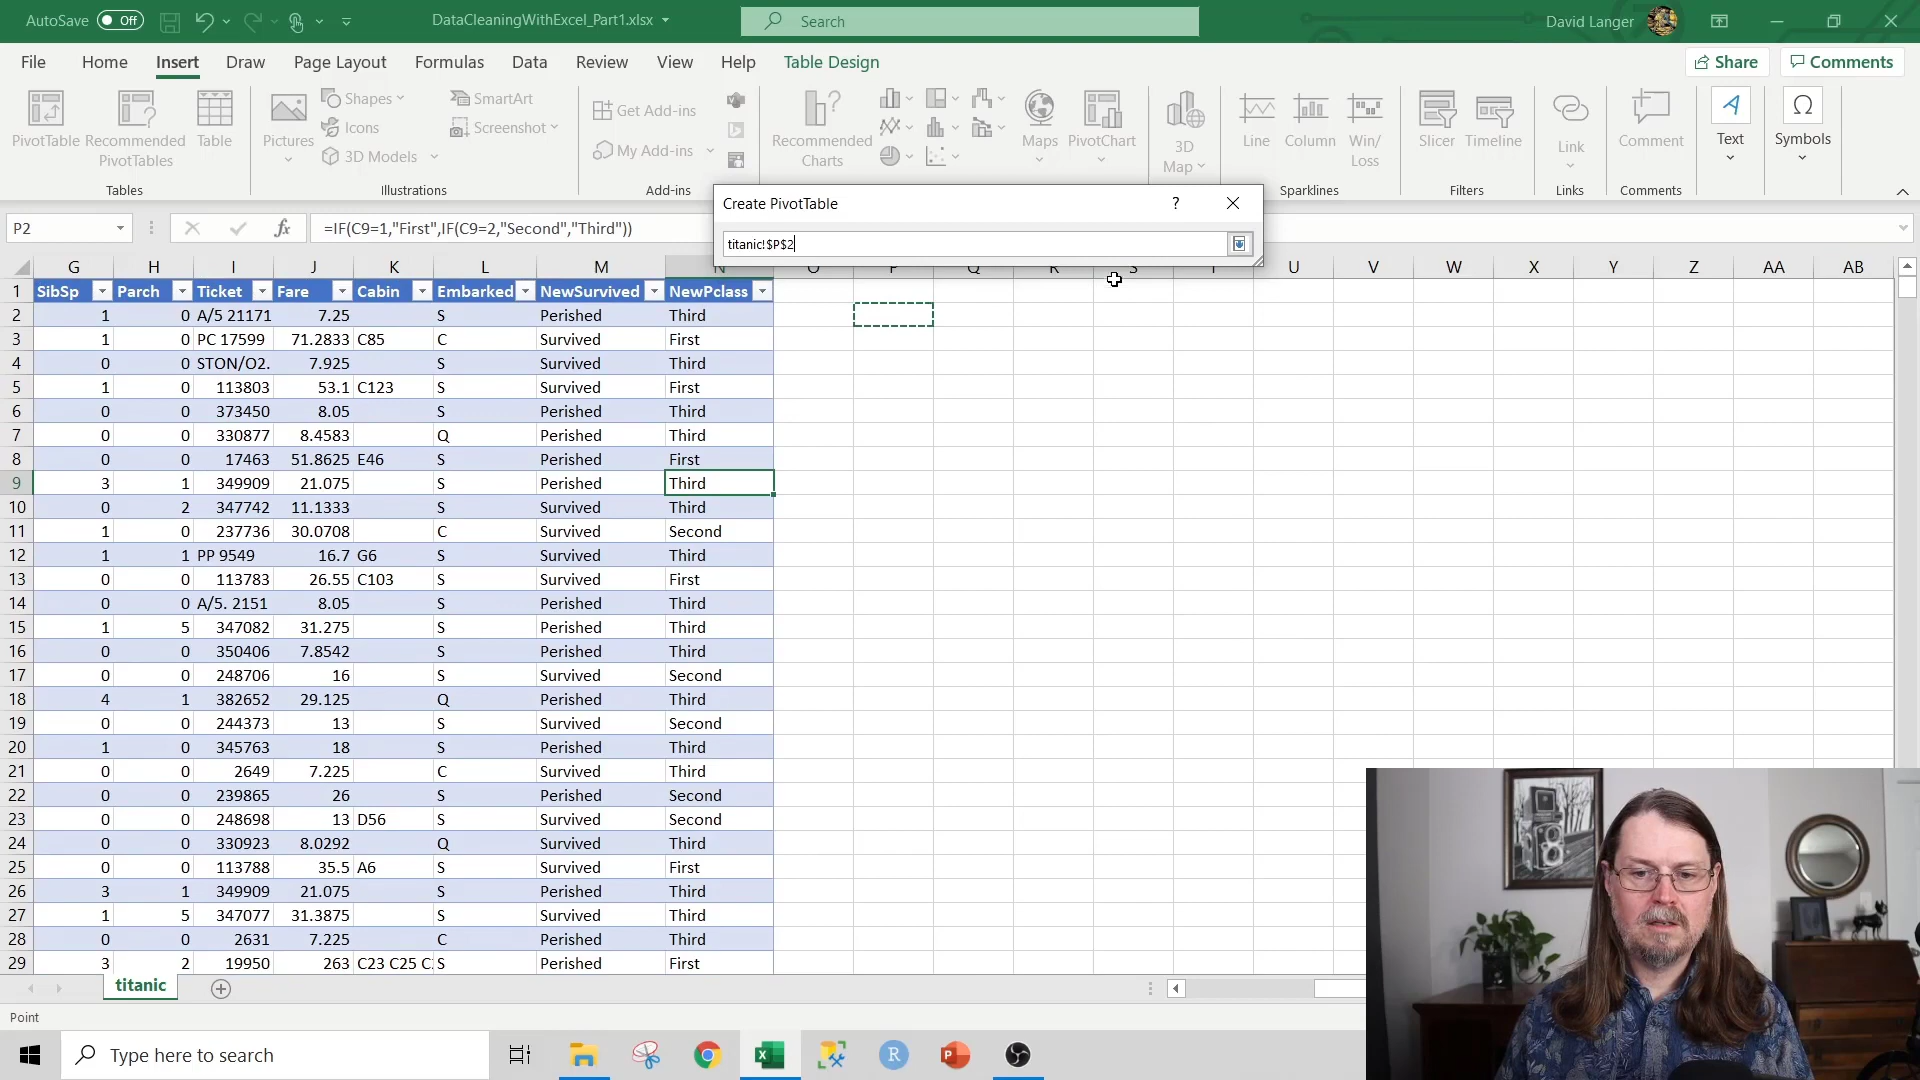 AutoSave Off DataCleaningWithExcel_Part1.xlsx Search David Langer
File Home Insert Draw Page Layout Formulas Data Review View Help Table Design Share Comments
PivotTable Recommended PivotTables Table
Tables
Pictures Shapes Icons 3D Models SmartArt Screenshot
Illustrations
Get Add-ins
My Add-ins
Add-ins
Recommended Charts
Maps PivotChart
3D Map
Line Column Win/Loss
Sparklines
Slicer Timeline
Filters
Link
Links
Comment
Comments
Text
Symbols
Create PivotTable ?
titanic!$P$2
P2 fx =IF(C9=1,"First",IF(C9=2,"Second","Third"))
G H I J K L M N O P Q R S T U V W X Y Z AA AB
1 SibSp Parch Ticket Fare Cabin Embarked NewSurvived NewPclass
2 1 0 A/5 21171 7.25 S Perished Third
3 1 0 PC 17599 71.2833 C85 C Survived First
4 0 0 STON/O2. 7.925 S Survived Third
5 1 0 113803 53.1 C123 S Survived First
6 0 0 373450 8.05 S Perished Third
7 0 0 330877 8.4583 Q Perished Third
8 0 0 17463 51.8625 E46 S Perished First
9 3 1 349909 21.075 S Perished Third
10 0 2 347742 11.1333 S Survived Third
11 1 0 237736 30.0708 C Survived Second
12 1 1 PP 9549 16.7 G6 S Survived Third
13 0 0 113783 26.55 C103 S Survived First
14 0 0 A/5. 2151 8.05 S Perished Third
15 1 5 347082 31.275 S Perished Third
16 0 0 350406 7.8542 S Perished Third
17 0 0 248706 16 S Survived Second
18 4 1 382652 29.125 Q Perished Third
19 0 0 244373 13 S Survived Second
20 1 0 345763 18 S Perished Third
21 0 0 2649 7.225 C Survived Third
22 0 0 239865 26 S Perished Second
23 0 0 248698 13 D56 S Survived Second
24 0 0 330923 8.0292 Q Survived Third
25 0 0 113788 35.5 A6 S Survived First
26 3 1 349909 21.075 S Perished Third
27 1 5 347077 31.3875 S Survived Third
28 0 0 2631 7.225 C Perished Third
29 3 2 19950 263 C23 C25 C S Perished First
titanic
Point
Type here to search